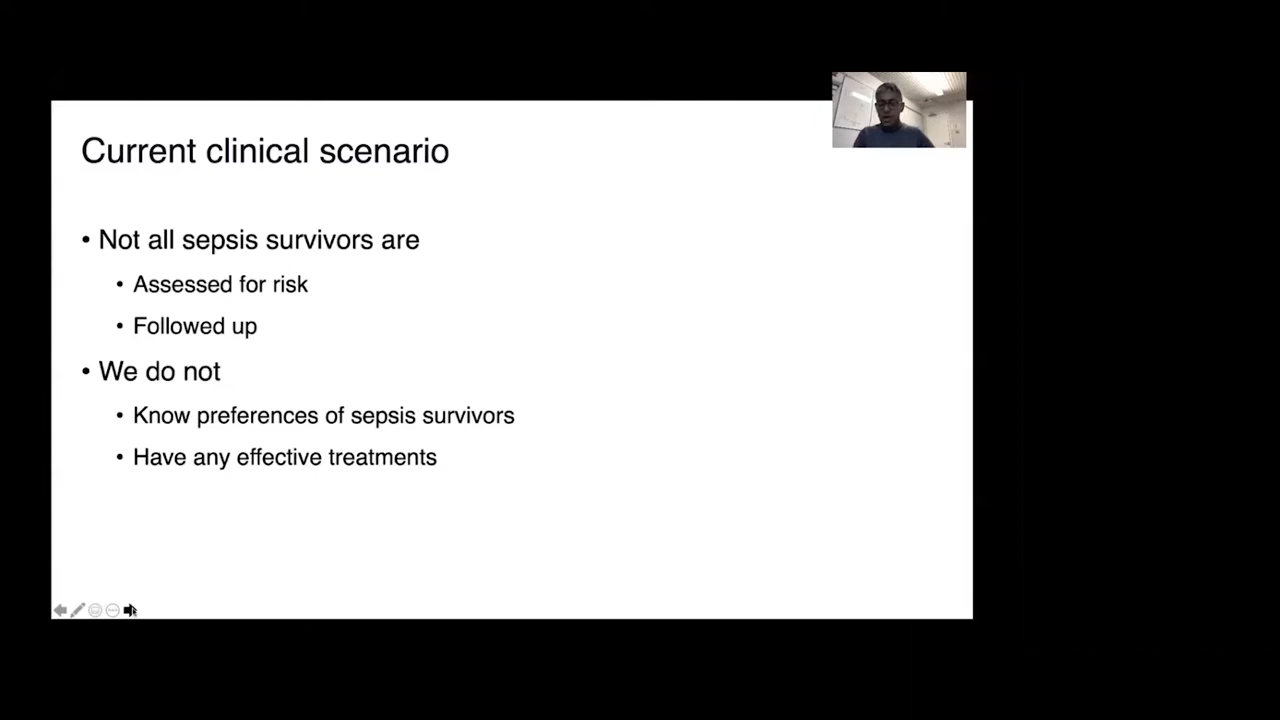 Current clinical scenario
• Not all sepsis survivors are
• Assessed for risk
• Followed up
• We do not
• Know preferences of sepsis survivors
• Have any effective treatments